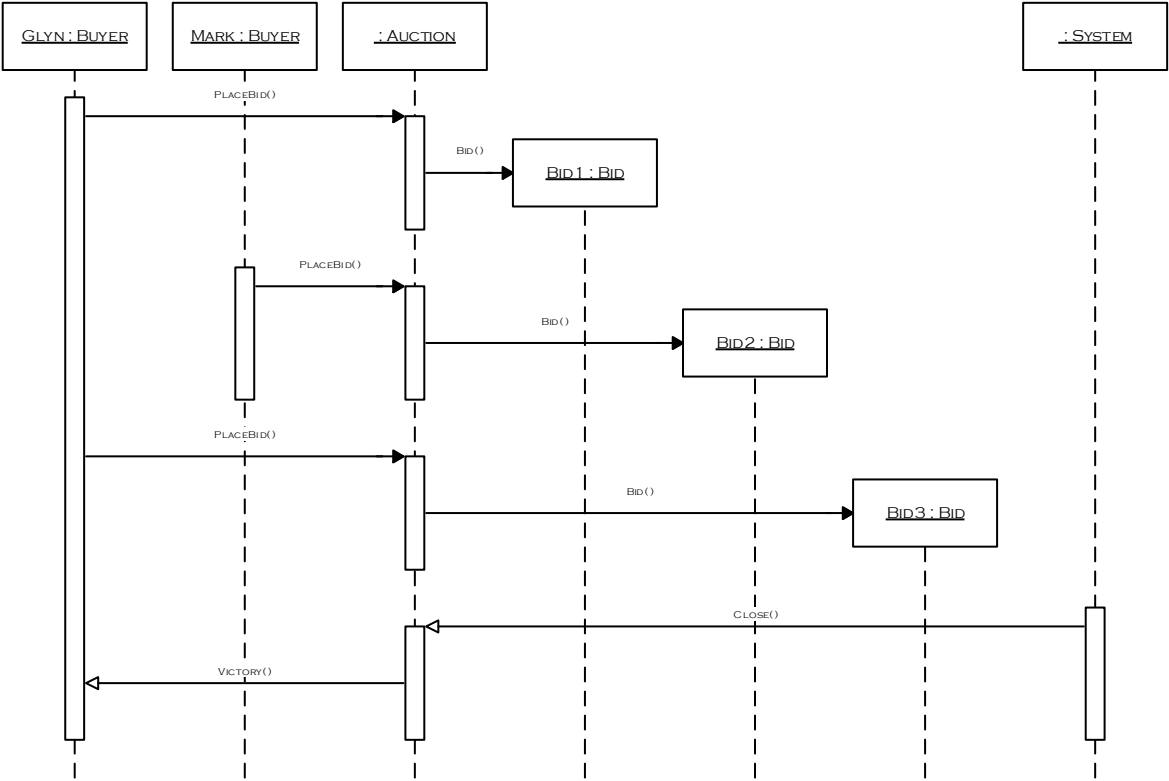 Glyn : Buyer
Mark : Buyer
: Auction
: System
PlaceBid()
Bid()
Bid1 : Bid
PlaceBid()
Bid()
Bid2 : Bid
PlaceBid()
Bid()
Bid3 : Bid
Close()
Victory()